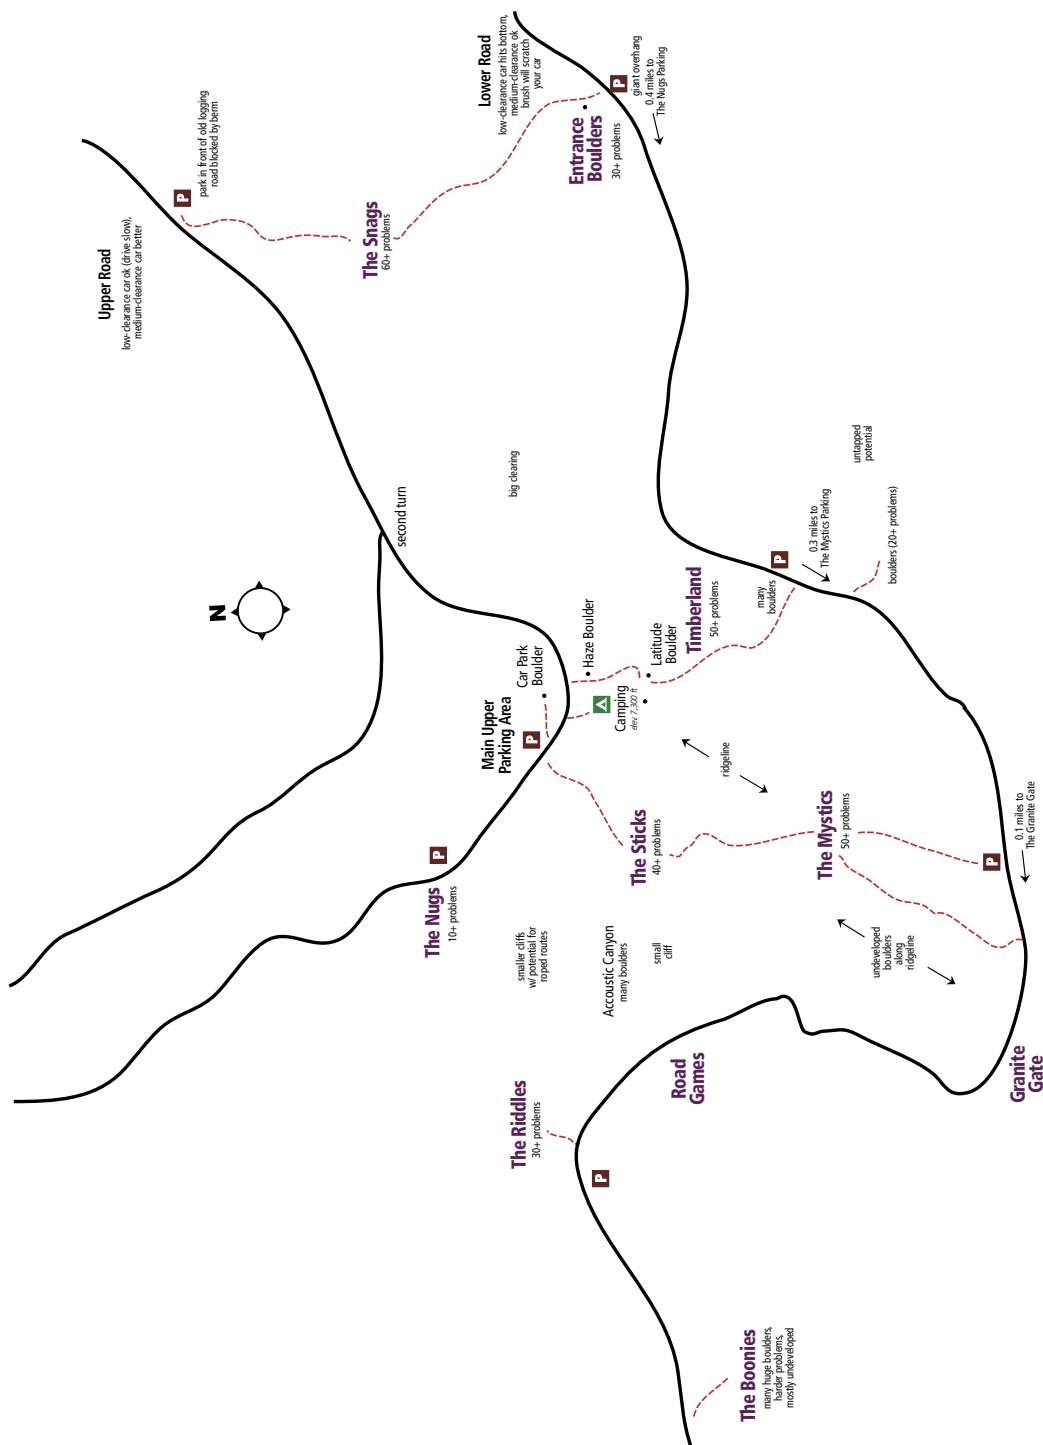 Lower Road
low-clearance car hits bottom,
medium-clearance ok
brush will scratch
your car
P
giant overhang
0.4 miles to
The Nugs Parking
Entrance
Boulders
30+ problems
P
park in front of old logging
road blocked by berm
Upper Road
low-clearance car ok (drive slow),
medium-clearance car better
The Snags
60+ problems
big clearing
second turn
untapped
potential
boulders (20+ problems)
0.3 miles to
The Mystics Parking
P
many
boulders
Timberland
50+ problems
N
Haze Boulder
Latitude
Boulder
Car Park
Boulder
Camping
elev. 7,300 ft
Main Upper
Parking Area
P
ridgeline
The Sticks
40+ problems
The Mystics
50+ problems
0.1 miles to
The Granite Gate
P
P
The Nugs
10+ problems
smaller cliffs
w/ potential for
roped routes
Accoustic Canyon
many boulders
small
cliff
undeveloped
boulders
along
ridgeline
Granite
Gate
Road
Games
The Riddles
30+ problems
P
The Boonies
many huge boulders,
harder problems,
mostly undeveloped